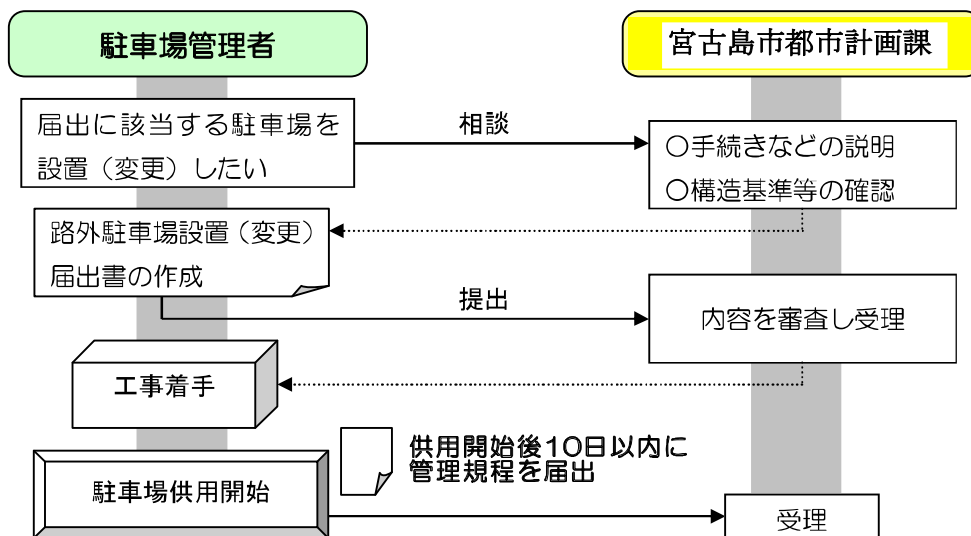 駐車場管理者
宮古島市都市計画課
届出に該当する駐車場を
設置（変更）したい
相談
○手続きなどの説明
○構造基準等の確認
路外駐車場設置（変更）
届出書の作成
提出
内容を審査し受理
工事着手
供用開始後10日以内に
管理規程を届出
駐車場供用開始
受理